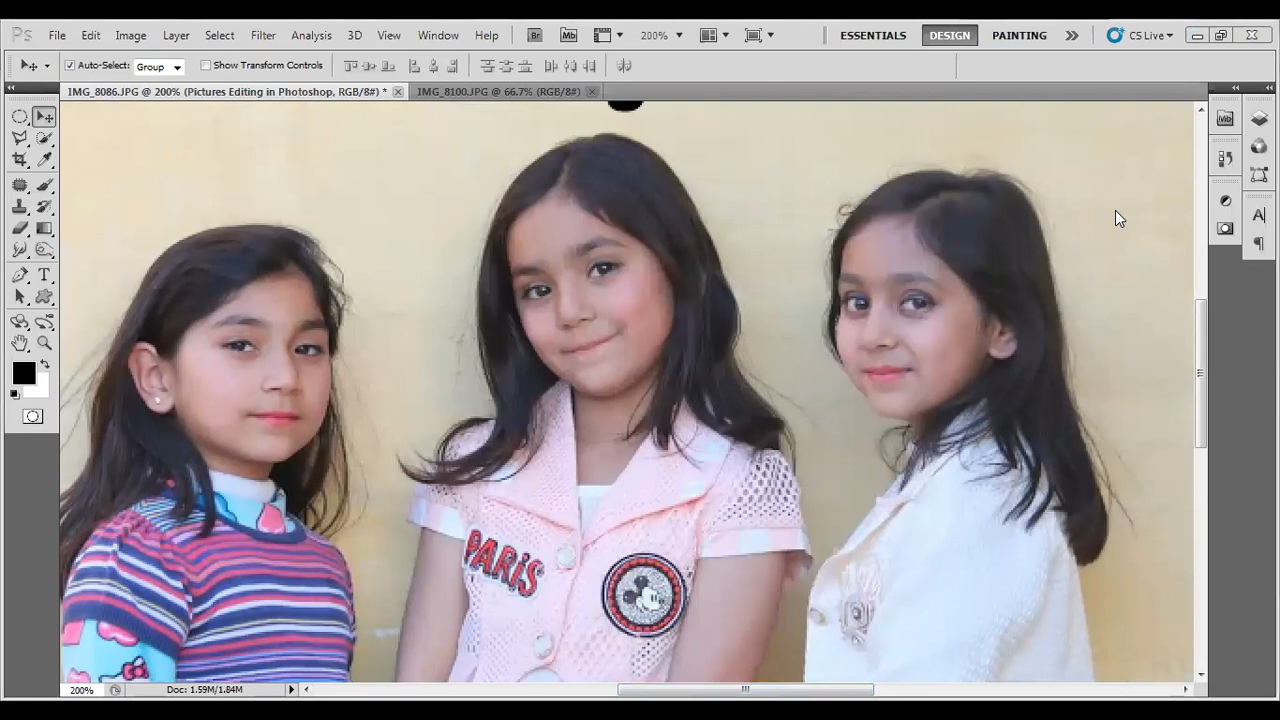 Ps File Edit Image Layer Select Filter Analysis 3D View Window Help Br Mb 200% ESSENTIALS DESIGN PAINTING CS Live
Auto-Select: Group Show Transform Controls
IMG_8086.JPG @ 200% (Pictures Editing in Photoshop, RGB/8#) * IMG_8100.JPG @ 66.7% (RGB/8#)
Mb
A
T
PARiS
200% Doc: 1.59M/1.84M